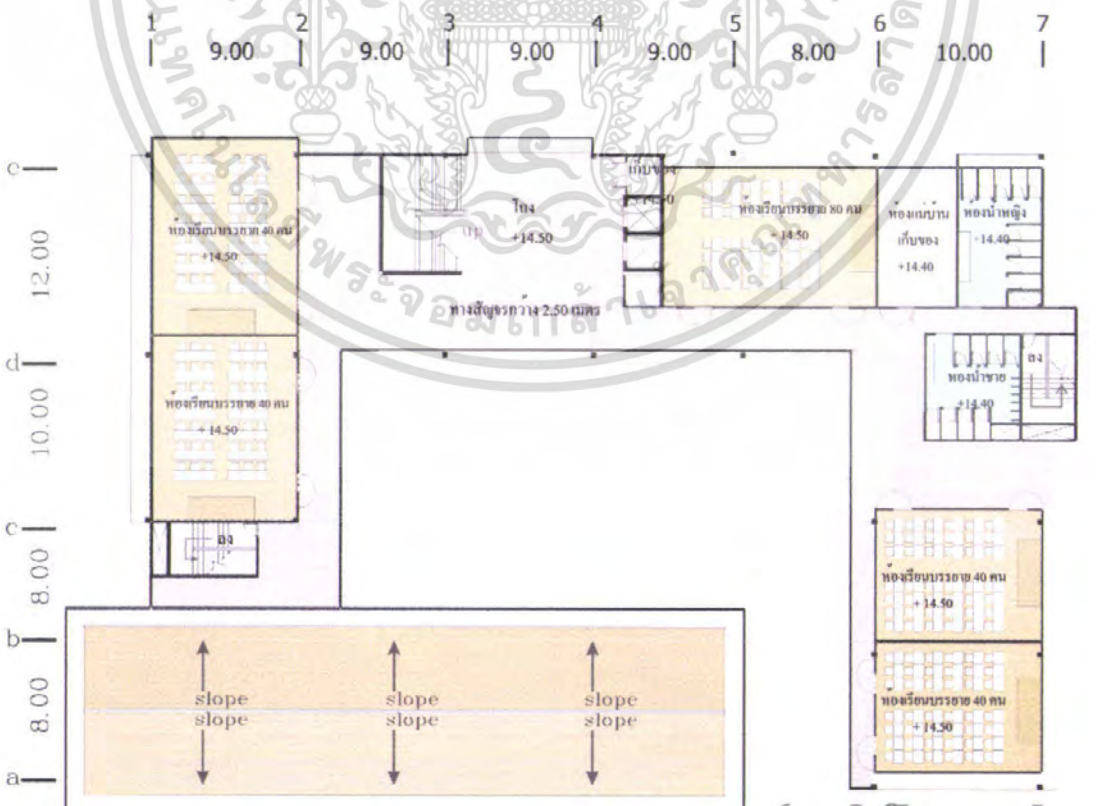 1 2 3 4 5 6 7
9.00 9.00 9.00 9.00 8.00 10.00
e
เก็บของ
ห้องเรียนบรรยาย 40 คน
+14.50
โถง
+14.50
up
ห้องเรียนบรรยาย 80 คน
+14.50
ห้องแม่บ้าน
เก็บของ
+14.40
ห้องน้ำหญิง
+14.40
12.00
ทางสัญจรกว้าง 2.50 เมตร
d
ห้องเรียนบรรยาย 40 คน
+14.50
ห้องน้ำชาย
+14.40
ลง
10.00
c
ลง
8.00
ห้องเรียนบรรยาย 40 คน
+14.50
b
slope slope slope
slope slope slope
8.00
ห้องเรียนบรรยาย 40 คน
+14.50
a